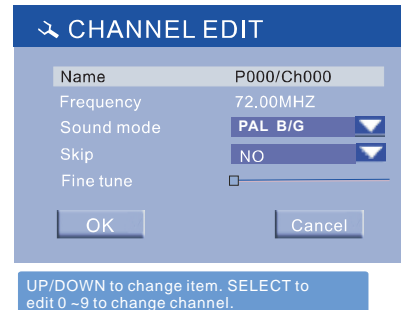 CHANNEL EDIT
Name P000/Ch000
Frequency 72.00MHZ
Sound mode PAL B/G
Skip NO
Fine tune
OK Cancel
UP/DOWN to change item. SELECT to
edit 0 ~9 to change channel.